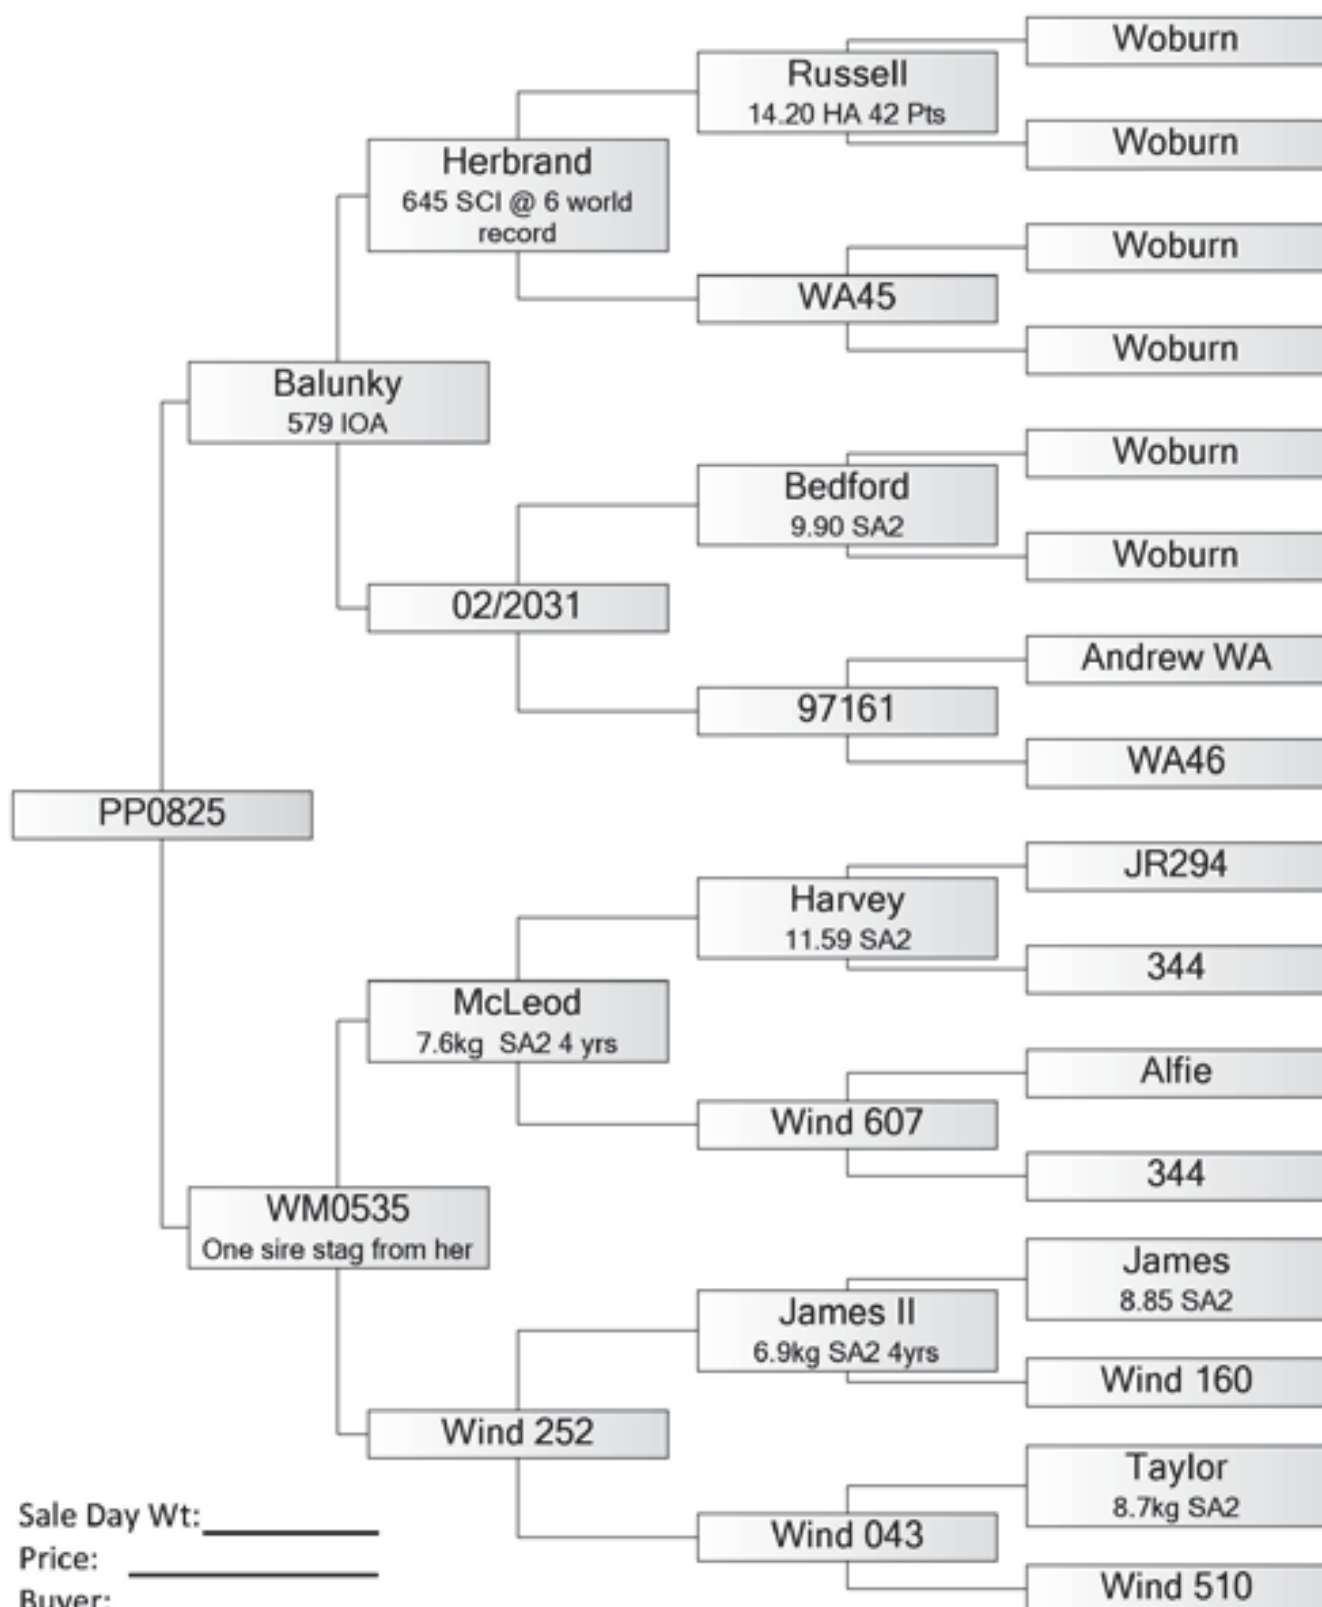 Woburn
Russell
14.20 HA 42 Pts
Woburn
Herbrand
645 SCI @ 6 world
record
Woburn
WA45
Woburn
Balunky
579 IOA
Woburn
Bedford
9.90 SA2
Woburn
02/2031
Andrew WA
97161
WA46
PP0825
JR294
Harvey
11.59 SA2
344
McLeod
7.6kg  SA2 4 yrs
Alfie
Wind 607
344
WM0535
One sire stag from her
James
8.85 SA2
James II
6.9kg SA2 4yrs
Wind 160
Wind 252
Taylor
8.7kg SA2
Wind 043
Wind 510
Sale Day Wt:
Price:
Buyer: